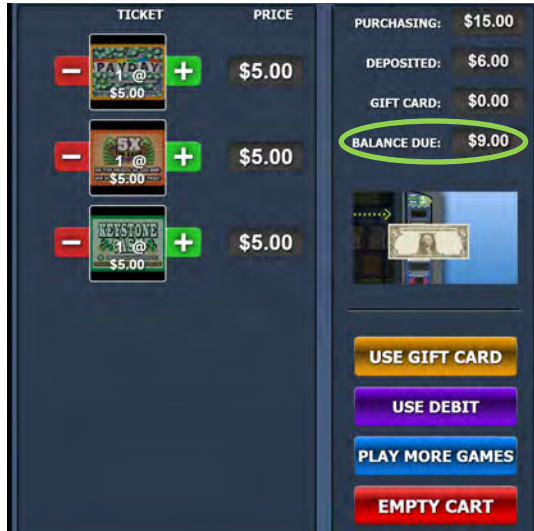 TICKET PRICE
PAYDAY
1 @
$5.00
$5.00
5X
1 @
$5.00
$5.00
KEYSTONE
CASH
1 @
$5.00
$5.00
PURCHASING: $15.00
DEPOSITED: $6.00
GIFT CARD: $0.00
BALANCE DUE: $9.00
USE GIFT CARD
USE DEBIT
PLAY MORE GAMES
EMPTY CART